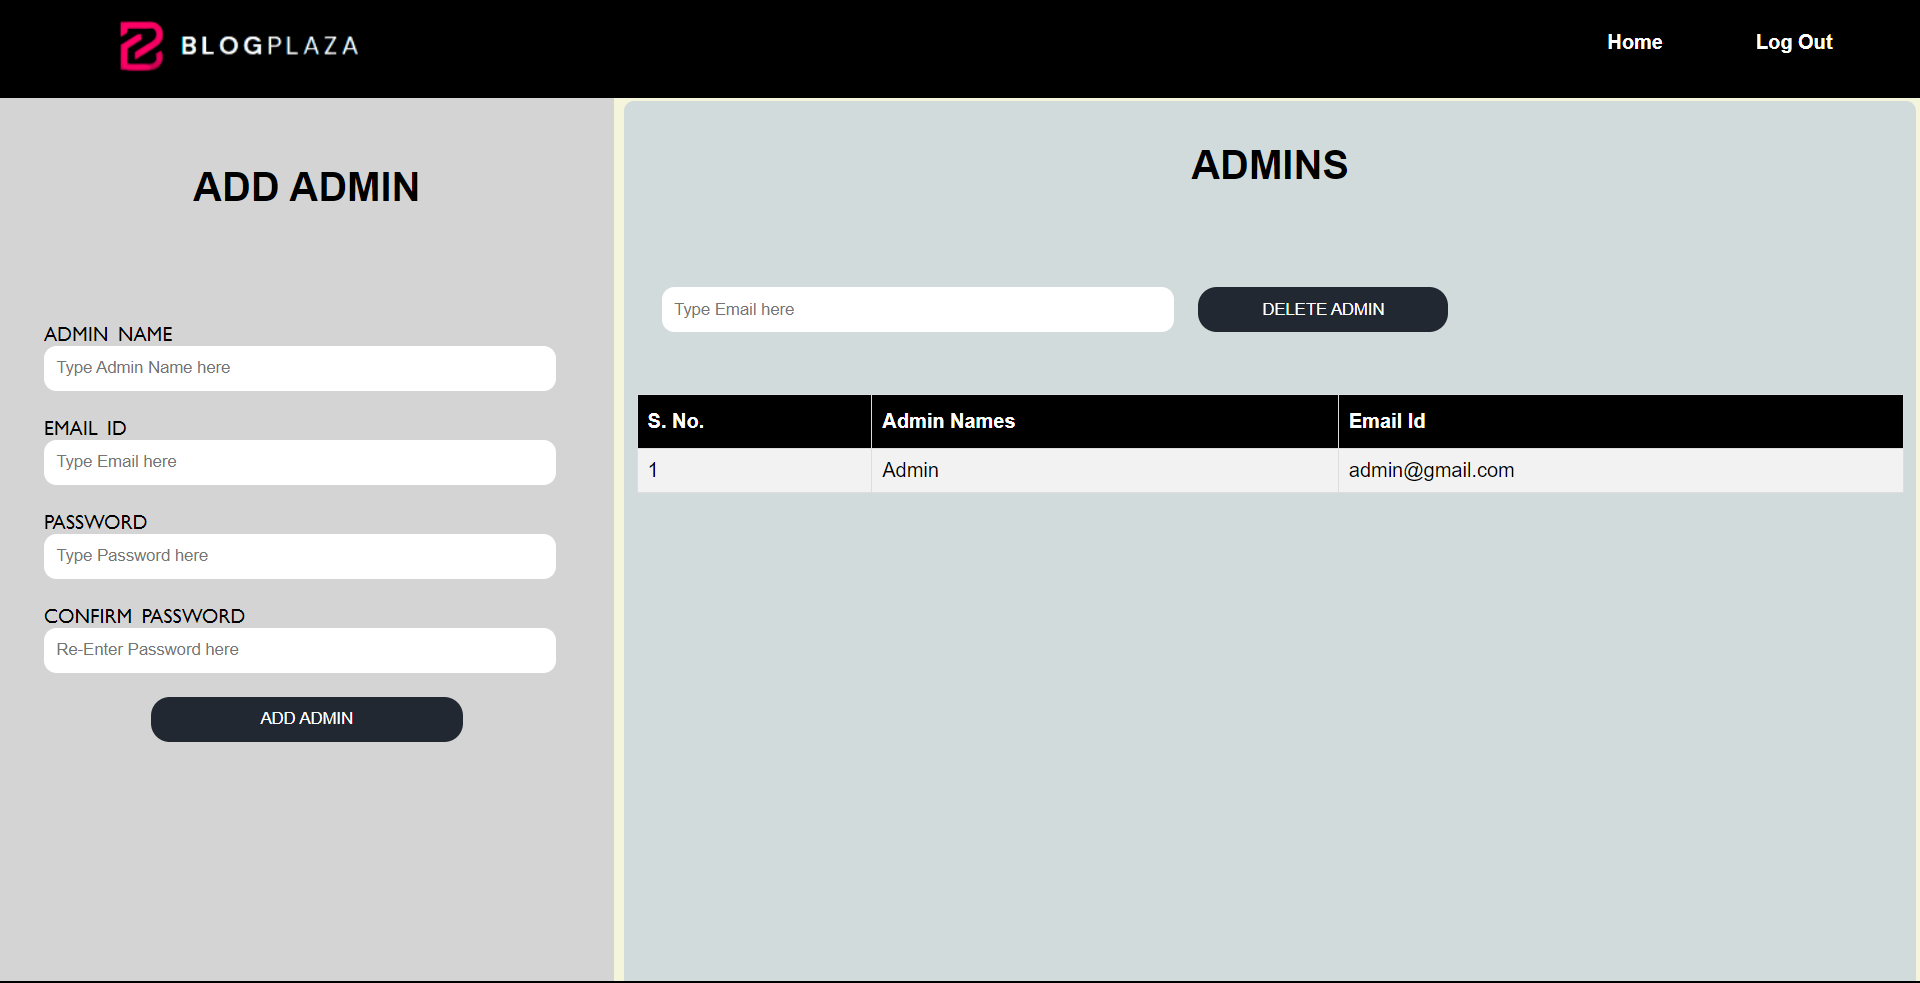 BLOGPLAZA
Home
Log Out
ADD ADMIN
ADMIN NAME
Type Admin Name here
EMAIL ID
Type Email here
PASSWORD
Type Password here
CONFIRM PASSWORD
Re-Enter Password here
ADD ADMIN
ADMINS
Type Email here
DELETE ADMIN
S. No. Admin Names Email Id
1 Admin admin@gmail.com